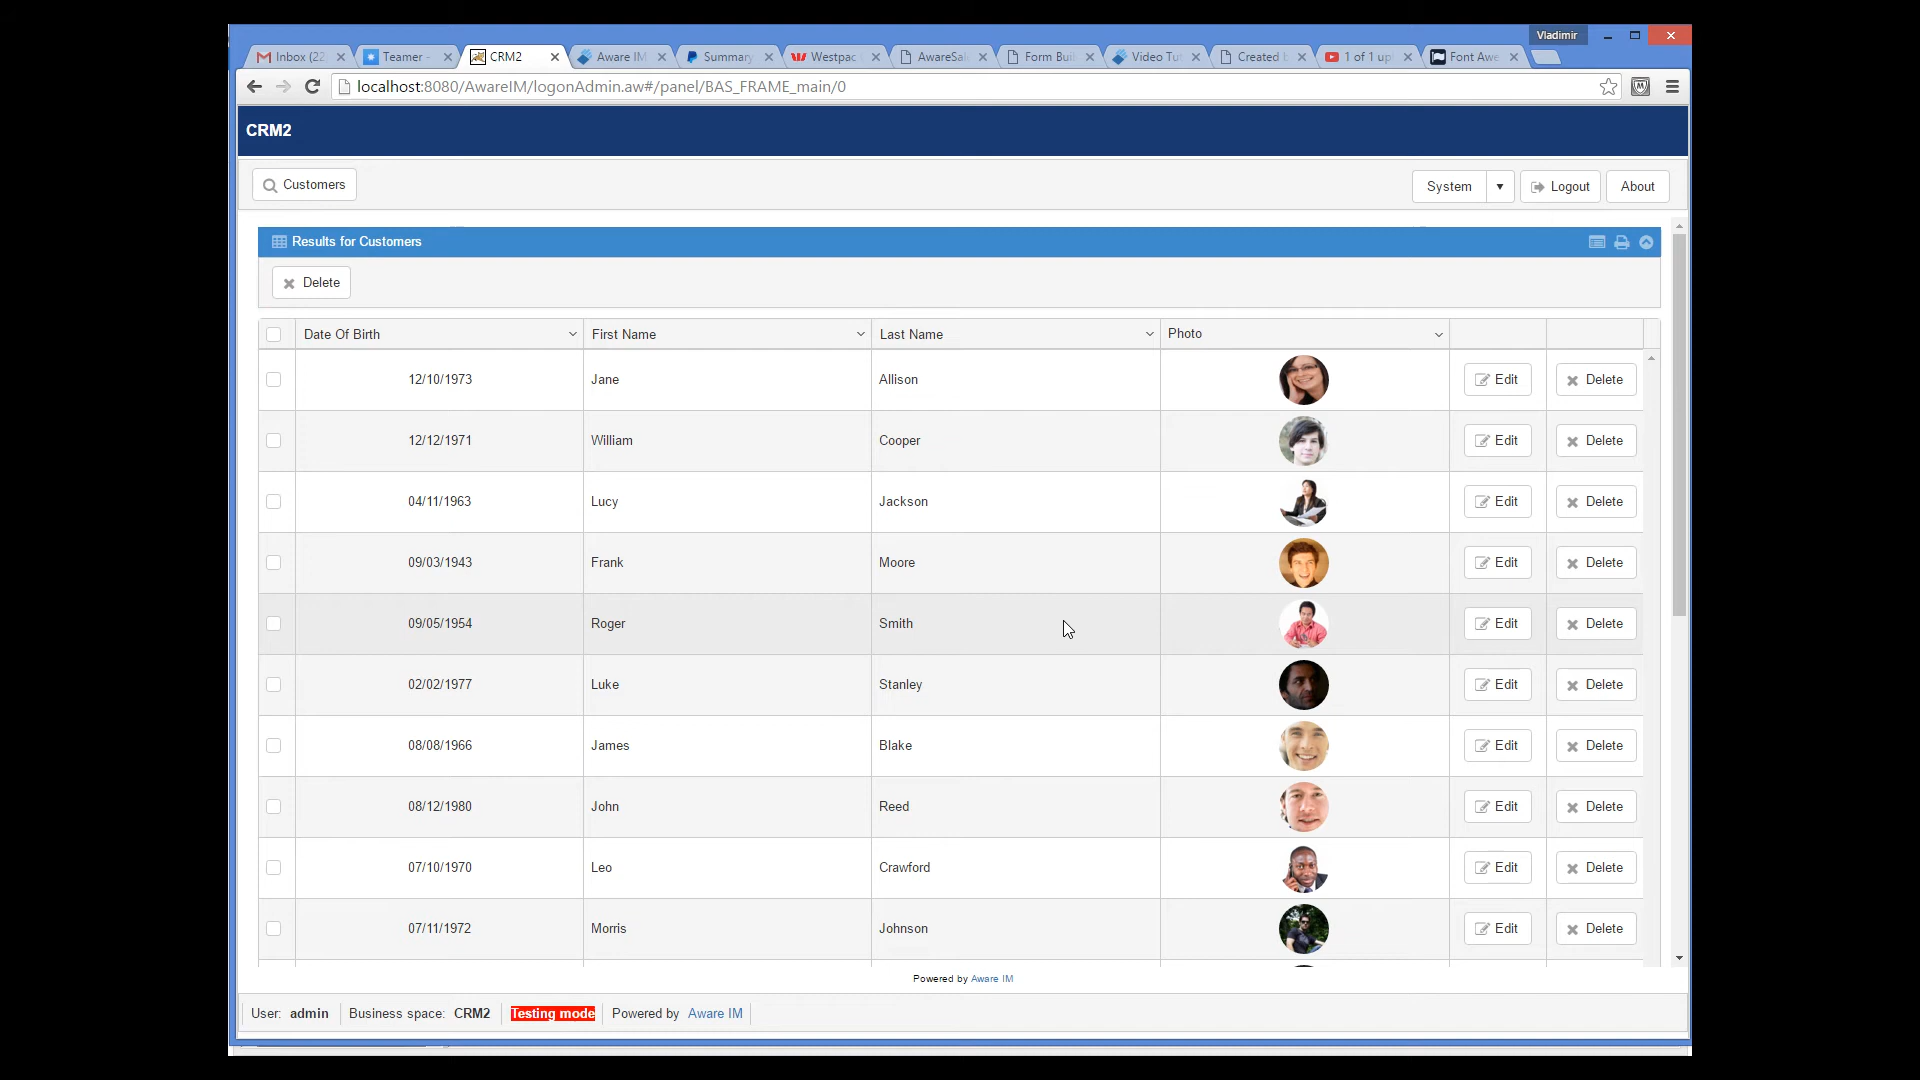 Vladimir
Inbox (22 Teamer - CRM2 Aware IM Summary Westpac AwareSal Form Buil Video Tut Created b 1 of 1 up Font Awe
localhost:8080/AwareIM/logonAdmin.aw#/panel/BAS_FRAME_main/0
CRM2
Customers System Logout About
Results for Customers
Delete
Date Of Birth First Name Last Name Photo
12/10/1973 Jane Allison Edit Delete
12/12/1971 William Cooper Edit Delete
04/11/1963 Lucy Jackson Edit Delete
09/03/1943 Frank Moore Edit Delete
09/05/1954 Roger Smith Edit Delete
02/02/1977 Luke Stanley Edit Delete
08/08/1966 James Blake Edit Delete
08/12/1980 John Reed Edit Delete
07/10/1970 Leo Crawford Edit Delete
07/11/1972 Morris Johnson Edit Delete
Powered by Aware IM
User: admin Business space: CRM2 Testing mode Powered by Aware IM